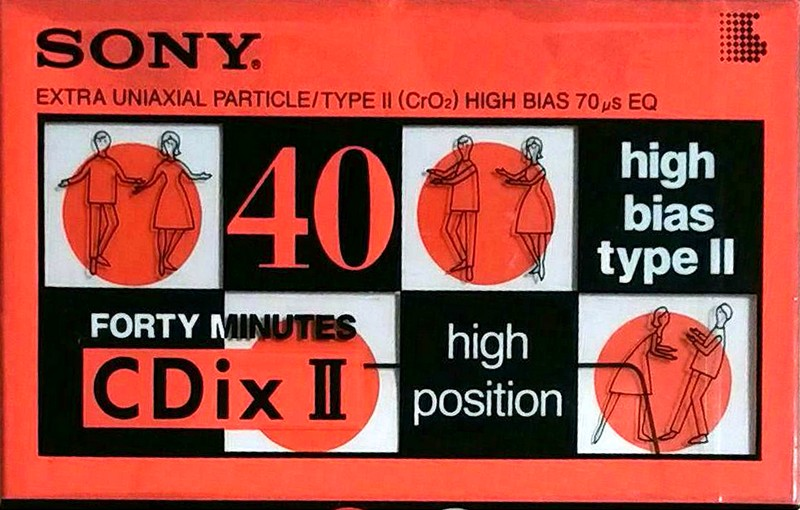 SONY®
EXTRA UNIAXIAL PARTICLE/TYPE II (CrO₂) HIGH BIAS 70µs EQ
40
high
bias
type II
FORTY MINUTES
CDix II
high
position